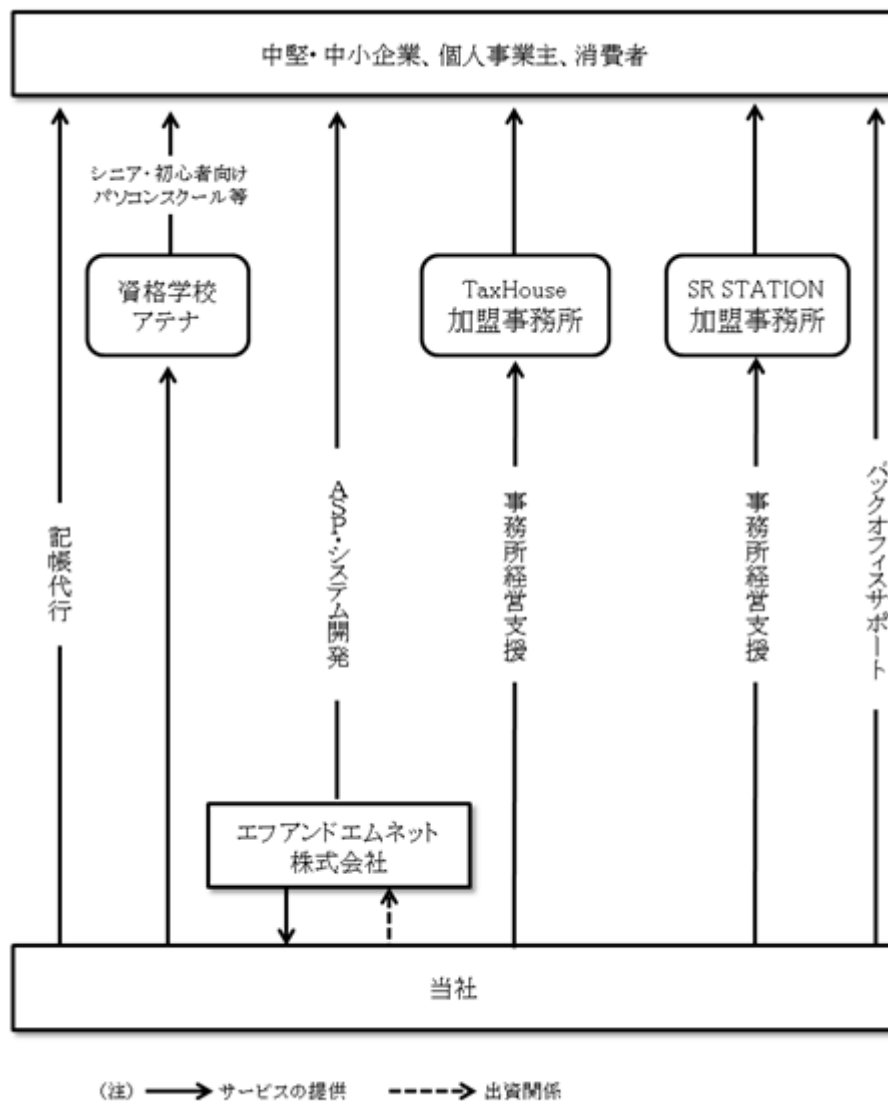 中堅・中小企業、個人事業主、消費者
シニア・初心者向け
パソコンスクール等
資格学校
アテナ
TaxHouse
加盟事務所
SR STATION
加盟事務所
記帳代行
ASP・システム開発
事務所経営支援
事務所経営支援
バックオフィスサポート
エフアンドエムネット
株式会社
当社
(注) サービスの提供 出資関係